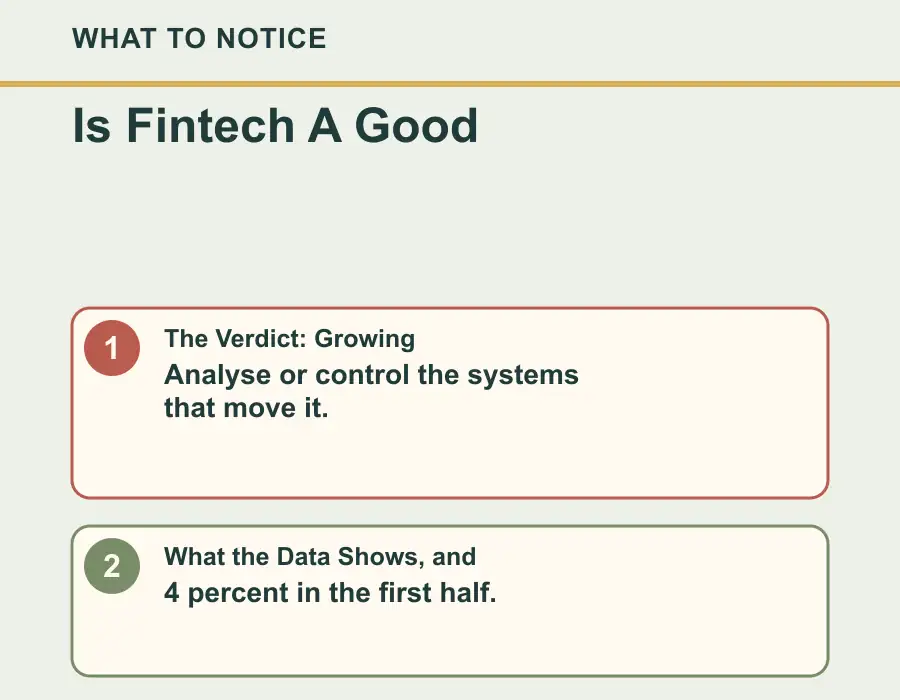 WHAT TO NOTICE
Is Fintech A Good
1
The Verdict: Growing
Analyse or control the systems
that move it.
2
What the Data Shows, and
4 percent in the first half.